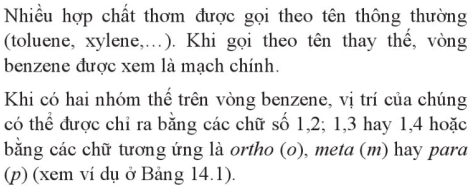 Nhiều hợp chất thơm được gọi theo tên thông thường
(toluene, xylene,…). Khi gọi theo tên thay thế, vòng
benzene được xem là mạch chính.
Khi có hai nhóm thế trên vòng benzene, vị trí của chúng
có thể được chỉ ra bằng các chữ số 1,2; 1,3 hay 1,4 hoặc
bằng các chữ tương ứng là ortho (o), meta (m) hay para
(p) (xem ví dụ ở Bảng 14.1).